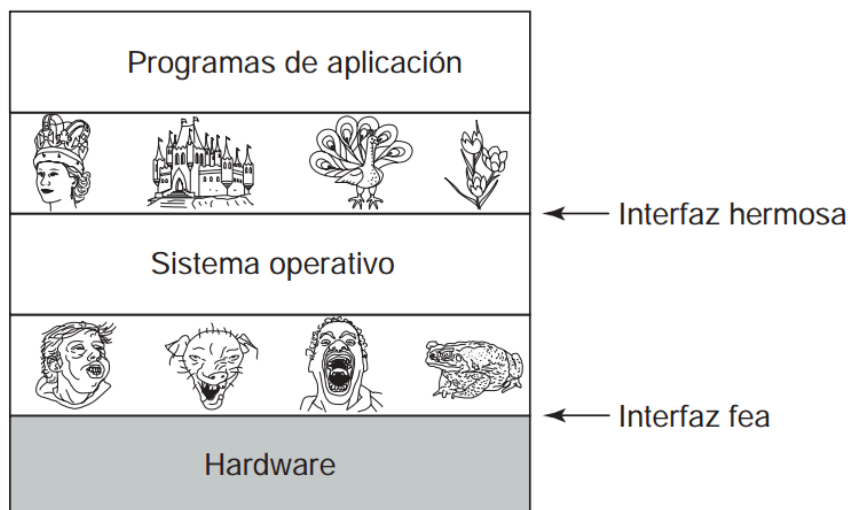 Programas de aplicación
Interfaz hermosa
Sistema operativo
Interfaz fea
Hardware